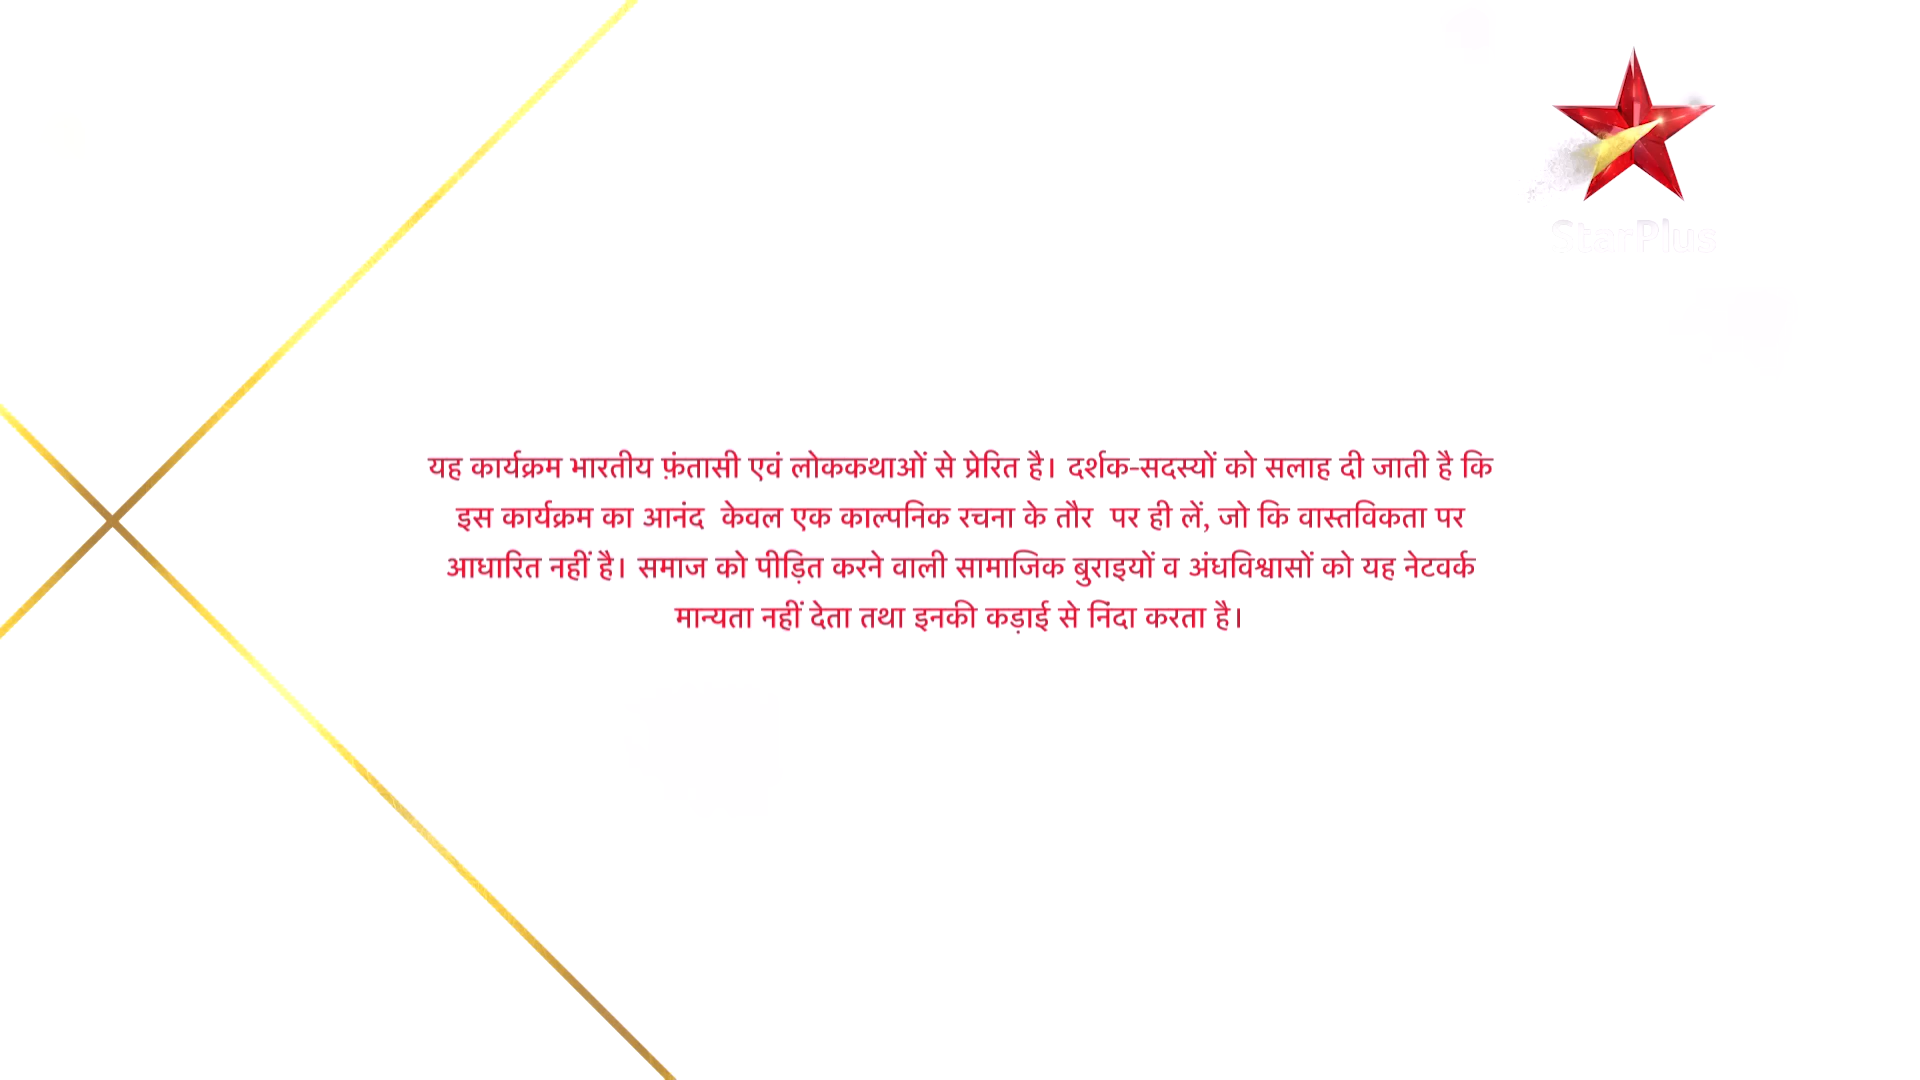 StarPlus
यह कार्यक्रम भारतीय फ़ंतासी एवं लोककथाओं से प्रेरित है। दर्शक-सदस्यों को सलाह दी जाती है कि
इस कार्यक्रम का आनंद केवल एक काल्पनिक रचना के तौर पर ही लें, जो कि वास्तविकता पर
आधारित नहीं है। समाज को पीड़ित करने वाली सामाजिक बुराइयों व अंधविश्वासों को यह नेटवर्क
मान्यता नहीं देता तथा इनकी कड़ाई से निंदा करता है।